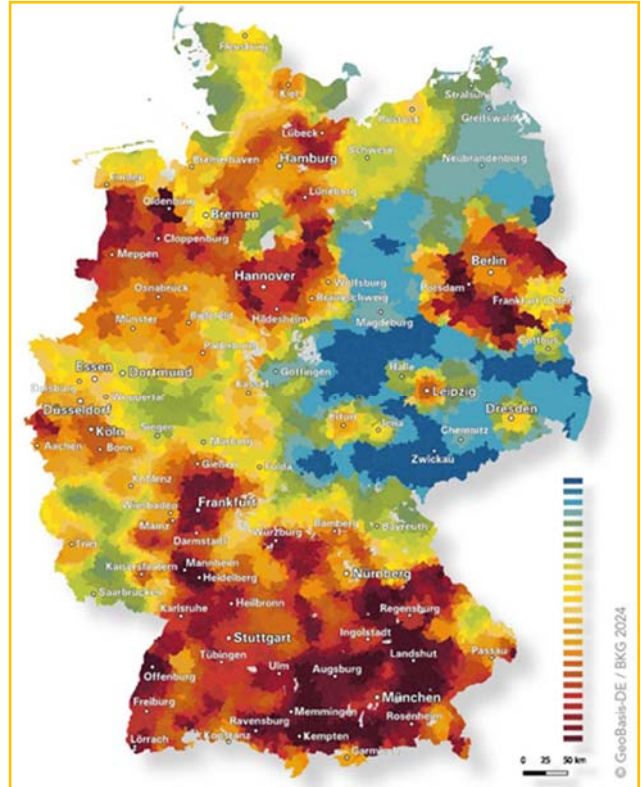 Flensburg
Kiel
Stralsund
Greifswald
Rostock
Lübeck
Schwerin
Hamburg
Bremerhaven
Neubrandenburg
Emden
Oldenburg
Lüneburg
Bremen
Cloppenburg
Meppen
Berlin
Hannover
Wolfsburg
Potsdam
Osnabrück
Braunschweig
Frankfurt (Oder)
Bielefeld
Hildesheim
Magdeburg
Münster
Cottbus
Paderborn
Essen
Dortmund
Göttingen
Halle
Duisburg
Kassel
Leipzig
Wuppertal
Düsseldorf
Dresden
Erfurt
Jena
Köln
Siegen
Chemnitz
Aachen
Bonn
Marburg
Zwickau
Gießen
Fulda
Koblenz
Frankfurt
Wiesbaden
Mainz
Bamberg
Bayreuth
Würzburg
Darmstadt
Trier
Mannheim
Nürnberg
Kaiserslautern
Heidelberg
Saarbrücken
Heilbronn
Regensburg
Karlsruhe
Stuttgart
Ingolstadt
Passau
Tübingen
Landshut
Offenburg
Ulm
Augsburg
München
Freiburg
Memmingen
Rosenheim
Ravensburg
Konstanz
Kempten
Lörrach
0 25 50 km
© GeoBasis-DE / BKG 2024